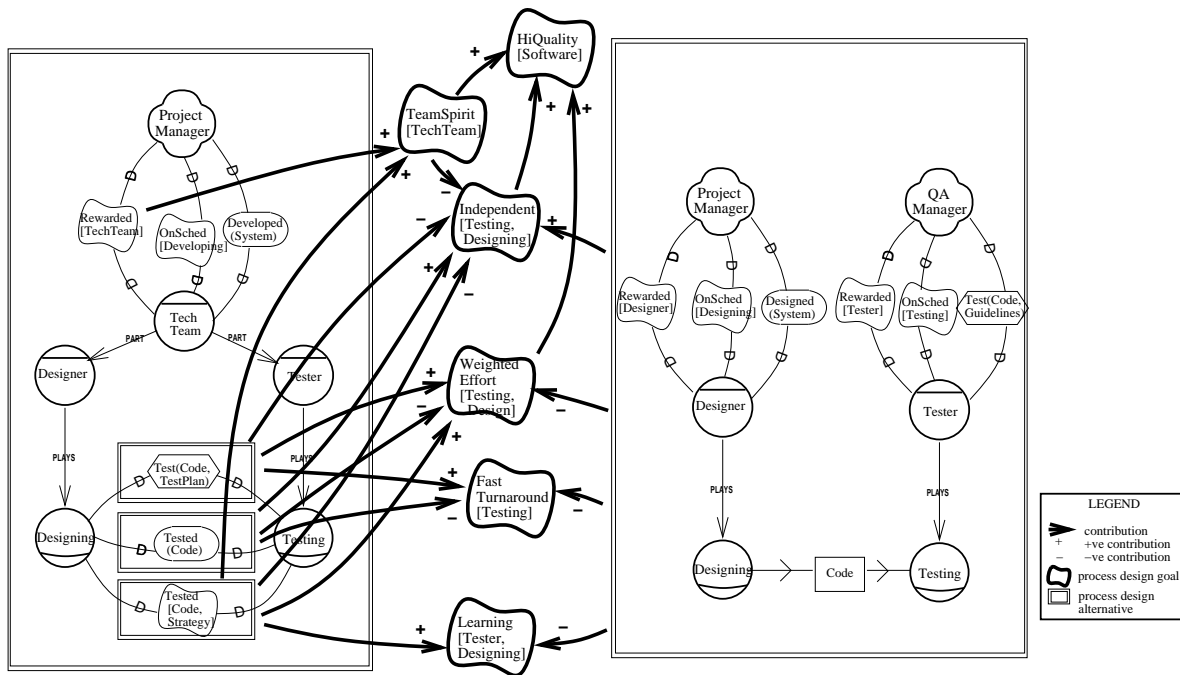 HiQuality
[Software]
+
+
+
TeamSpirit
[TechTeam]
+
+
−
−
Project
Manager
D
D
D
Rewarded
[TechTeam]
OnSched
[Developing]
Developed
(System)
D
D
D
Tech
Team
PART
PART
Designer
Tester
PLAYS
PLAYS
Test(Code,
TestPlan)
D
D
Designing
Tested
(Code)
D
D
Testing
Tested
[Code,
Strategy]
D
D
Independent
[Testing,
Designing]
−
+
−
+
Weighted
Effort
[Testing,
Design]
+
−
+
−
Fast
Turnaround
[Testing]
+
−
−
Learning
[Tester,
Designing]
+
−
Project
Manager
QA
Manager
D
D
D
D
D
D
Rewarded
[Designer]
OnSched
[Designing]
Designed
(System)
Rewarded
[Tester]
OnSched
[Testing]
Test(Code,
Guidelines)
D
D
D
D
D
D
Designer
Tester
PLAYS
PLAYS
Designing
Code
Testing
LEGEND
contribution
+ +ve contribution
− −ve contribution
process design goal
process design
alternative